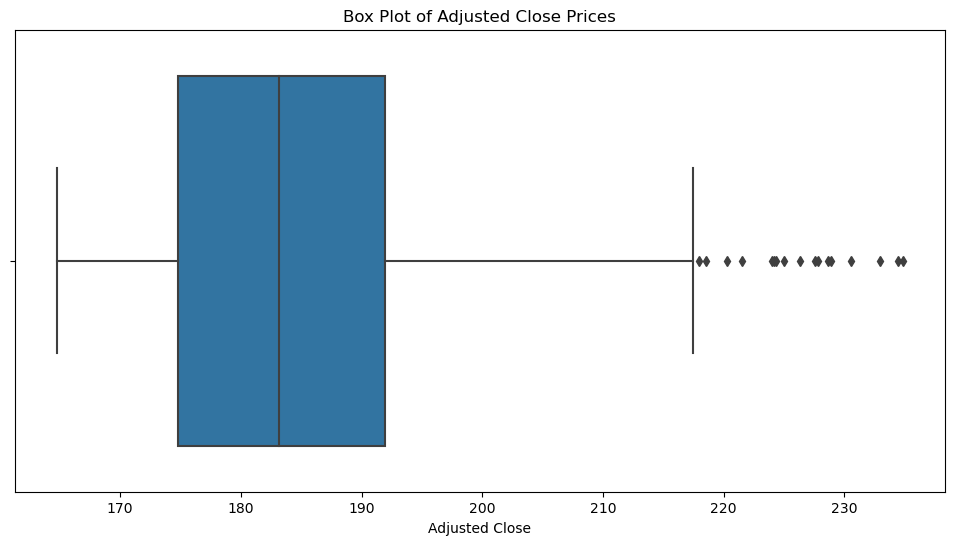 Box Plot of Adjusted Close Prices
170 180 190 200 210 220 230
Adjusted Close